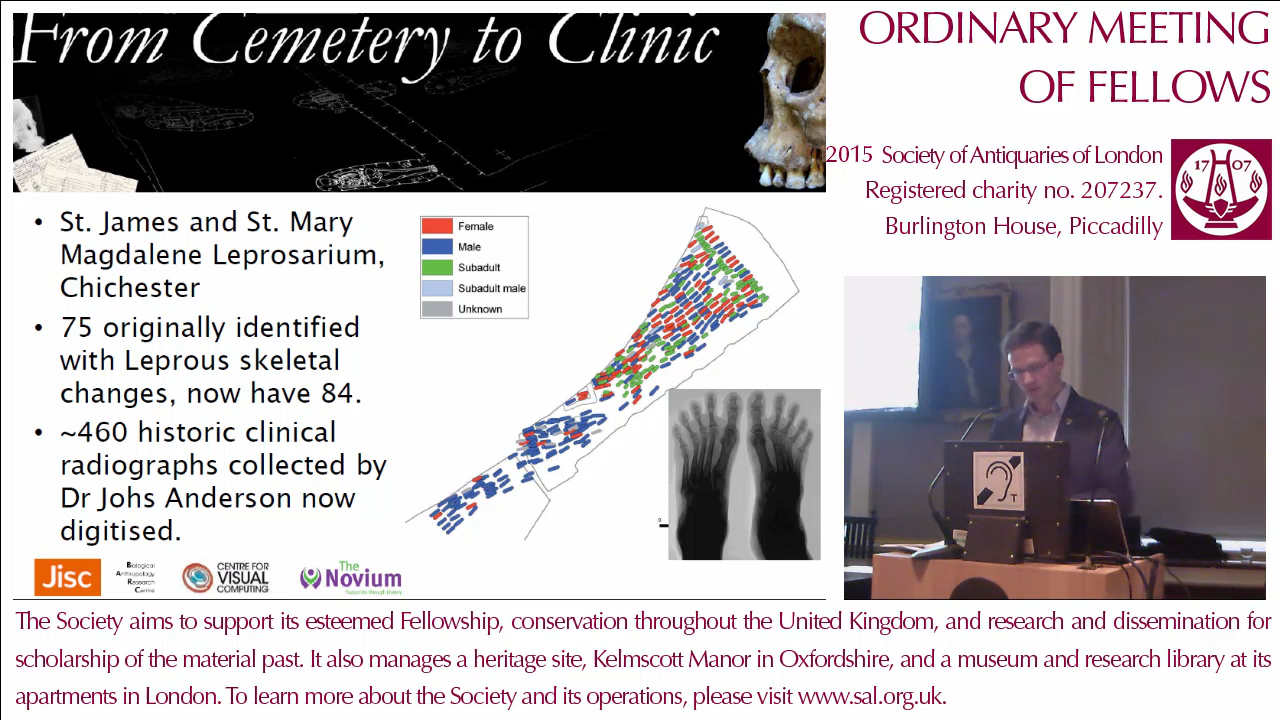 From Cemetery to Clinic
ORDINARY MEETING
OF FELLOWS
2015 Society of Antiquaries of London
Registered charity no. 207237.
Burlington House, Piccadilly
17 07
• St. James and St. Mary
Magdalene Leprosarium,
Chichester
• 75 originally identified
with Leprous skeletal
changes, now have 84.
• ~460 historic clinical
radiographs collected by
Dr Johs Anderson now
digitised.
Female
Male
Subadult
Subadult male
Unknown
T
Jisc
Biological
Anthropology
Research
Centre
CENTRE FOR
VISUAL
COMPUTING
The
Novium
The Society aims to support its esteemed Fellowship, conservation throughout the United Kingdom, and research and dissemination for
scholarship of the material past. It also manages a heritage site, Kelmscott Manor in Oxfordshire, and a museum and research library at its
apartments in London. To learn more about the Society and its operations, please visit www.sal.org.uk.